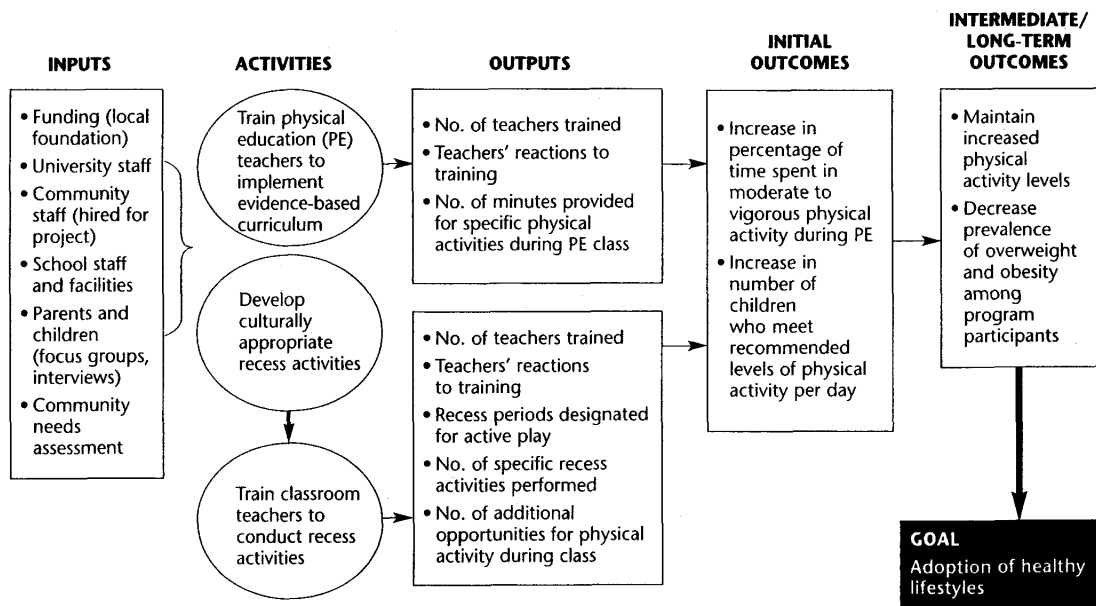 INPUTS
• Funding (local
foundation)
• University staff
• Community
staff (hired for
project)
• School staff
and facilities
• Parents and
children
(focus groups,
interviews)
• Community
needs
assessment
ACTIVITIES
Train physical
education (PE)
teachers to
implement
evidence-based
curriculum
Develop
culturally
appropriate
recess activities
Train classroom
teachers to
conduct recess
activities
OUTPUTS
• No. of teachers trained
• Teachers' reactions to
training
• No. of minutes provided
for specific physical
activities during PE class
• No. of teachers trained
• Teachers' reactions
to training
• Recess periods designated
for active play
• No. of specific recess
activities performed
• No. of additional
opportunities for physical
activity during class
INITIAL
OUTCOMES
• Increase in
percentage of
time spent in
moderate to
vigorous physical
activity during PE
• Increase in
number of
children
who meet
recommended
levels of physical
activity per day
INTERMEDIATE/
LONG-TERM
OUTCOMES
• Maintain
increased
physical
activity levels
• Decrease
prevalence
of overweight
and obesity
among
program
participants
GOAL
Adoption of healthy
lifestyles